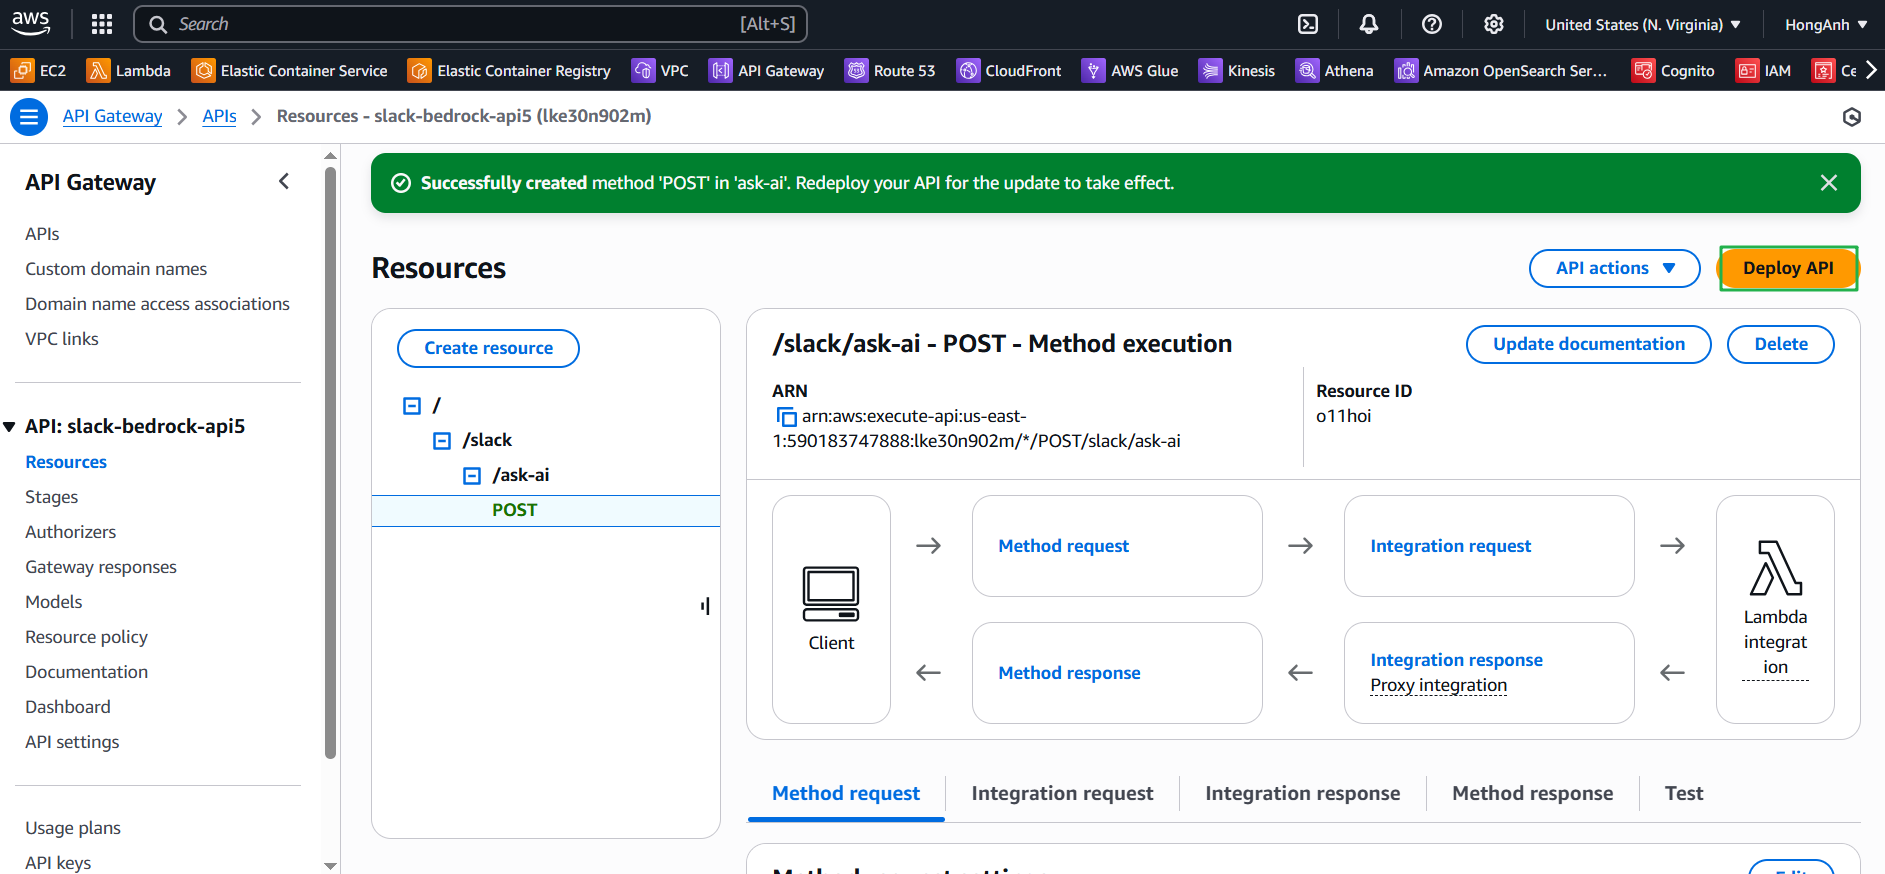 aws
Search
[Alt+S]
United States (N. Virginia)
HongAnh
EC2
Lambda
Elastic Container Service
Elastic Container Registry
VPC
API Gateway
Route 53
CloudFront
AWS Glue
Kinesis
Athena
Amazon OpenSearch Ser...
Cognito
IAM
Ce
API Gateway
APIs
Resources - slack-bedrock-api5 (lke30n902m)
API Gateway
APIs
Custom domain names
Domain name access associations
VPC links
API: slack-bedrock-api5
Resources
Stages
Authorizers
Gateway responses
Models
Resource policy
Documentation
Dashboard
API settings
Usage plans
API keys
Successfully created method 'POST' in 'ask-ai'. Redeploy your API for the update to take effect.
Resources
API actions
Deploy API
Create resource
/
/slack
/ask-ai
POST
/slack/ask-ai - POST - Method execution
Update documentation
Delete
ARN
arn:aws:execute-api:us-east-
1:590183747888:lke30n902m/*/POST/slack/ask-ai
Resource ID
o11hoi
Client
Method request
Integration request
Lambda
integrat
ion
Method response
Integration response
Proxy integration
Method request
Integration request
Integration response
Method response
Test